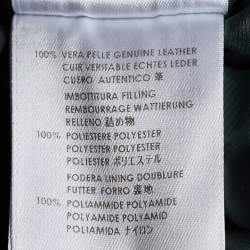 100% VERA PELLE GENUINE LEATHER
CUIR VERITABLE ECHTES LEDER
CUERO AUTENTICO 革
IMBOTTITURA FILLING
REMBOURRAGE WATTIERUNG
RELLENO 詰め物
100% POLIESTERE POLYESTER
POLYESTER POLYESTER
POLIESTER ポリエステル
FODERA LINING DOUBLURE
FUTTER FORRO 裏地
100% POLIAMMIDE POLYAMIDE
POLYAMIDE POLYAMID
POLIAMIDA ナイロン